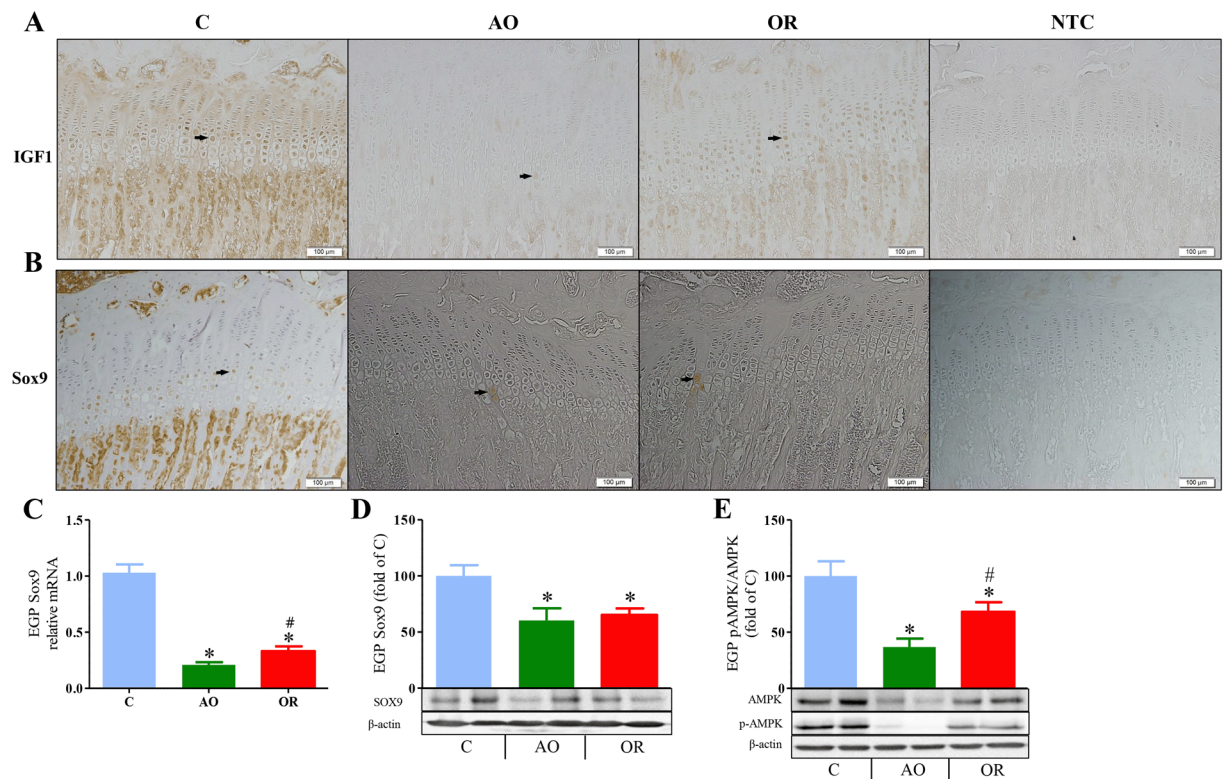 A
C
AO
OR
NTC
IGF1
100 µm
100 µm
100 µm
100 µm
B
Sox9
100 µm
100 µm
100 µm
100 µm
C
EGP Sox9
relative mRNA
1.5
1.0
0.5
0.0
*
#
*
C
AO
OR
D
EGP Sox9 (fold of C)
150
100
50
0
*
*
SOX9
β-actin
C
AO
OR
E
EGP pAMPK/AMPK
(fold of C)
150
100
50
0
*
#
*
AMPK
p-AMPK
β-actin
C
AO
OR